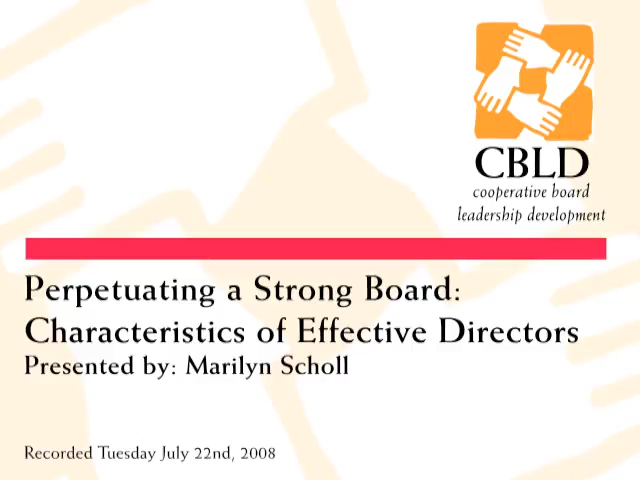 CBLD
cooperative board
leadership development
Perpetuating a Strong Board:
Characteristics of Effective Directors
Presented by: Marilyn Scholl
Recorded Tuesday July 22nd, 2008